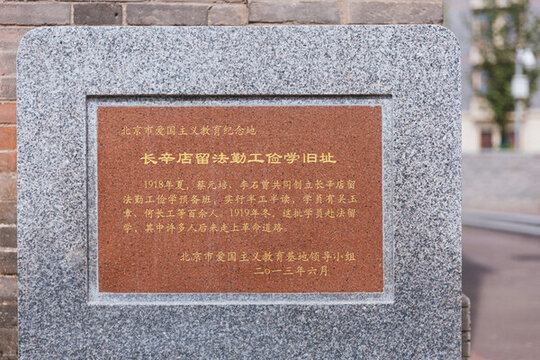 北京市爱国主义教育纪念地
长辛店留法勤工俭学旧址
1918年夏，蔡元培、李石曾共同创立长辛店留
法勤工俭学预备班，实行半工半读，学员有吴玉
章、何长工等百余人。1919年冬，这批学员赴法留
学，其中许多人后来走上革命道路。
北京市爱国主义教育基地领导小组
二〇一三年六月